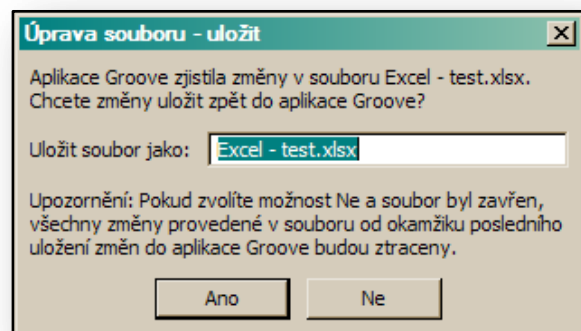 Úprava souboru - uložit
Aplikace Groove zjistila změny v souboru Excel - test.xlsx.
Chcete změny uložit zpět do aplikace Groove?
Uložit soubor jako: Excel - test.xlsx
Upozornění: Pokud zvolíte možnost Ne a soubor byl zavřen,
všechny změny provedené v souboru od okamžiku posledního
uložení změn do aplikace Groove budou ztraceny.
Ano Ne